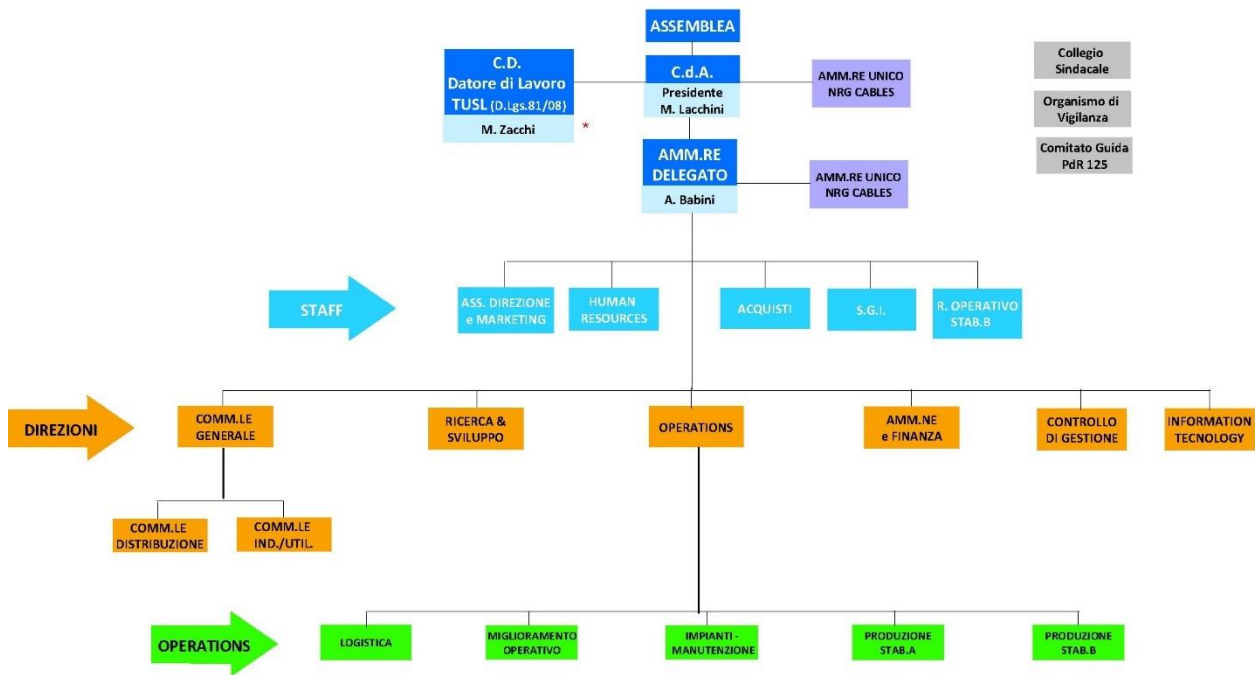 ASSEMBLEA
C.D.
Datore di Lavoro
TUSL (D.Lgs.81/08)
M. Zacchi
*
C.d.A.
Presidente
M. Lacchini
AMM.RE UNICO
NRG CABLES
Collegio
Sindacale
Organismo di
Vigilanza
Comitato Guida
PdR 125
AMM.RE
DELEGATO
A. Babini
AMM.RE UNICO
NRG CABLES
STAFF
ASS. DIREZIONE
e MARKETING
HUMAN
RESOURCES
ACQUISTI
S.G.I.
R. OPERATIVO
STAB.B
DIREZIONI
COMM.LE
GENERALE
RICERCA &
SVILUPPO
OPERATIONS
AMM.NE
e FINANZA
CONTROLLO
DI GESTIONE
INFORMATION
TECNOLOGY
COMM.LE
DISTRIBUZIONE
COMM.LE
IND./UTIL.
OPERATIONS
LOGISTICA
MIGLIORAMENTO
OPERATIVO
IMPIANTI -
MANUTENZIONE
PRODUZIONE
STAB.A
PRODUZIONE
STAB.B